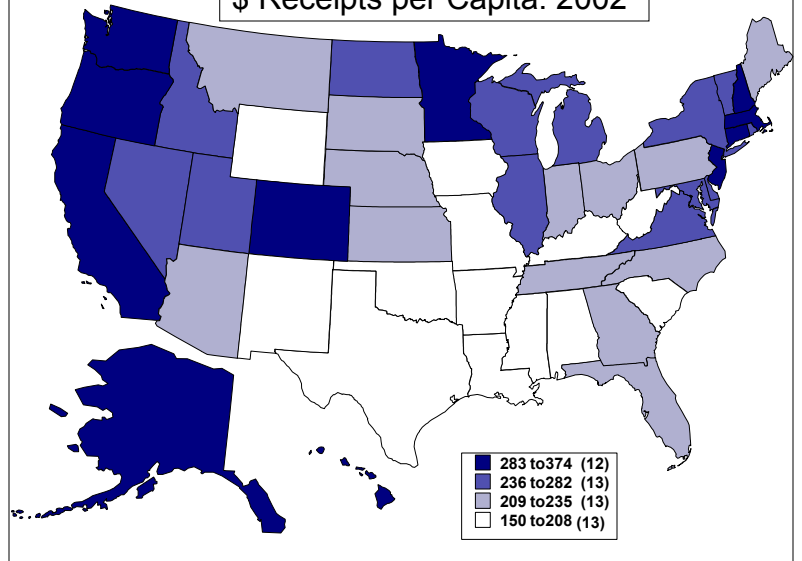 $ Receipts per Capita: 2002
283 to374 (12)
236 to282 (13)
209 to235 (13)
150 to208 (13)